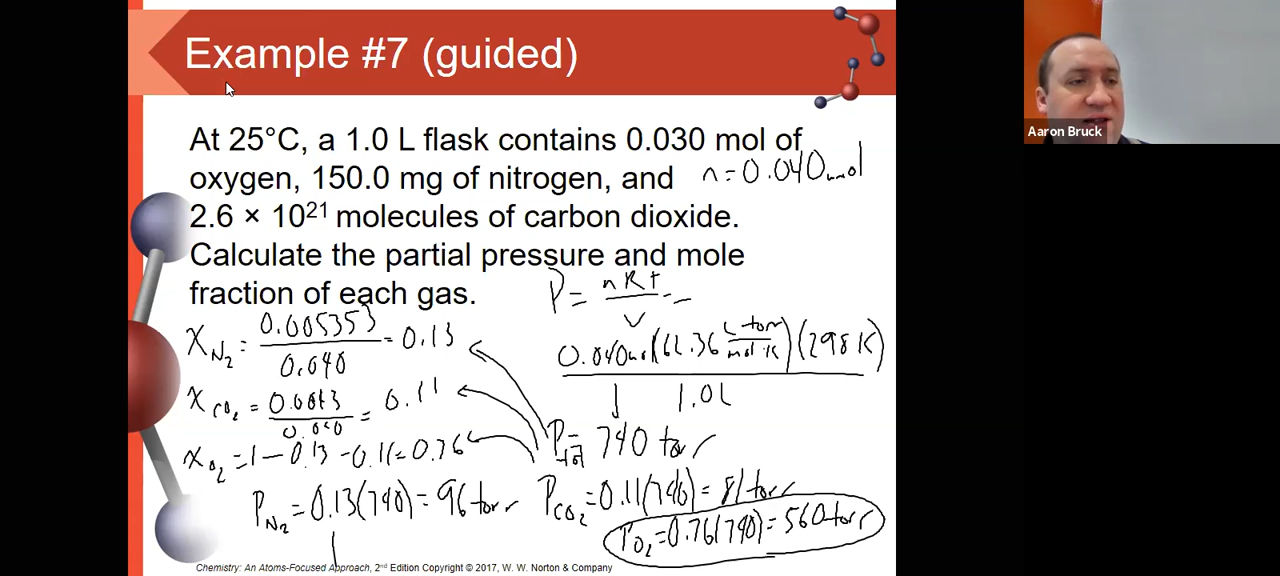 Example #7 (guided)
Aaron Bruck
At 25°C, a 1.0 L flask contains 0.030 mol of
oxygen, 150.0 mg of nitrogen, and
n = 0.040 mol
2.6 × 10²¹ molecules of carbon dioxide.
Calculate the partial pressure and mole
fraction of each gas.
P = nRT / V
X N₂ = 0.005353 / 0.040 = 0.13
0.040 mol (62.36 L torr / mol K) (298 K)
1.0 L
X CO₂ = 0.0043 / 0.040 = 0.11
P tot = 740 torr
X O₂ = 1 - 0.13 - 0.11 = 0.76
P N₂ = 0.13(740) = 96 torr
P CO₂ = 0.11(740) = 81 torr
P O₂ = 0.76(740) = 560 torr
Chemistry: An Atoms-Focused Approach, 2nd Edition Copyright © 2017, W. W. Norton & Company